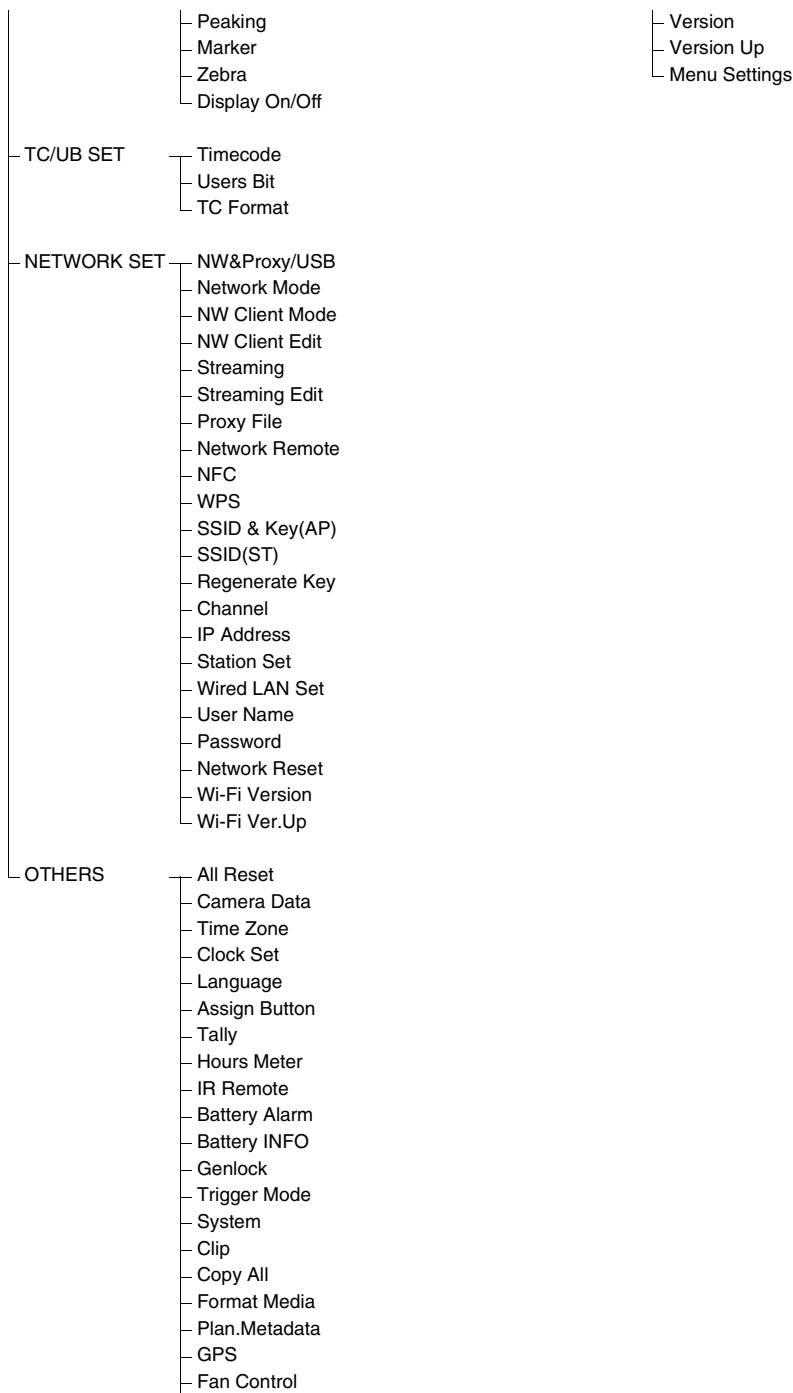 Peaking
Marker
Zebra
Display On/Off
TC/UB SET
Timecode
Users Bit
TC Format
NETWORK SET
NW&Proxy/USB
Network Mode
NW Client Mode
NW Client Edit
Streaming
Streaming Edit
Proxy File
Network Remote
NFC
WPS
SSID & Key(AP)
SSID(ST)
Regenerate Key
Channel
IP Address
Station Set
Wired LAN Set
User Name
Password
Network Reset
Wi-Fi Version
Wi-Fi Ver.Up
OTHERS
All Reset
Camera Data
Time Zone
Clock Set
Language
Assign Button
Tally
Hours Meter
IR Remote
Battery Alarm
Battery INFO
Genlock
Trigger Mode
System
Clip
Copy All
Format Media
Plan.Metadata
GPS
Fan Control
Version
Version Up
Menu Settings